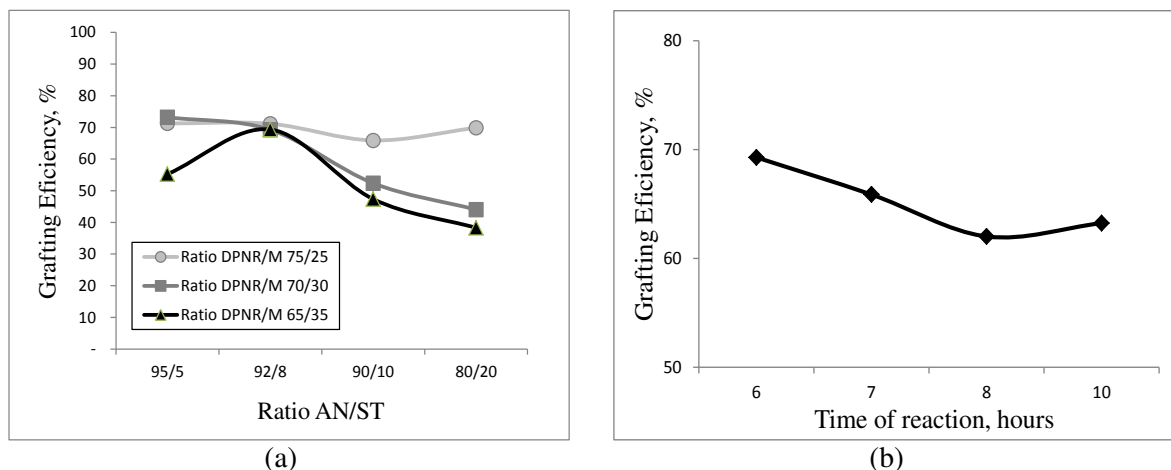 100
90
80
70
60
50
40
30
20
10
-
Grafting Eficiency, %
Ratio DPNR/M 75/25
Ratio DPNR/M 70/30
Ratio DPNR/M 65/35
95/5 92/8 90/10 80/20
Ratio AN/ST
(a)
80
70
60
50
Grafting Eficiency, %
6 7 8 10
Time of reaction, hours
(b)